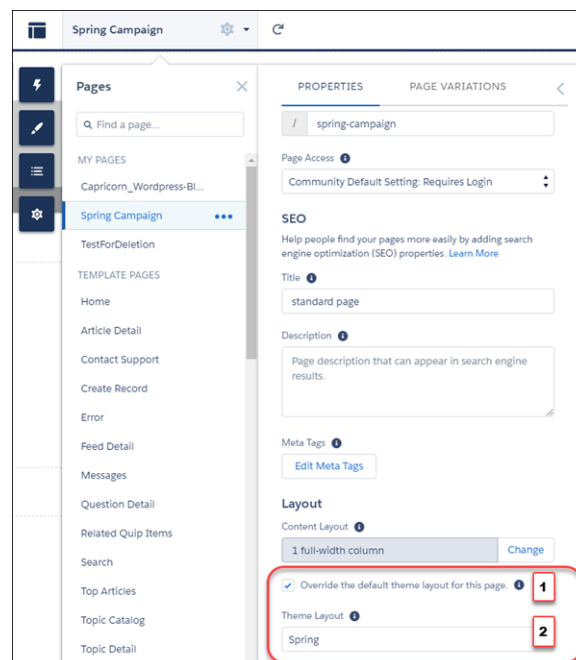 Spring Campaign
Pages
Find a page...
MY PAGES
Capricorn_Wordpress-Bl...
Spring Campaign
TestForDeletion
TEMPLATE PAGES
Home
Article Detail
Contact Support
Create Record
Error
Feed Detail
Messages
Question Detail
Related Quip Items
Search
Top Articles
Topic Catalog
Topic Detail
PROPERTIES
PAGE VARIATIONS
/ spring-campaign
Page Access
Community Default Setting: Requires Login
SEO
Help people find your pages more easily by adding search
engine optimization (SEO) properties. Learn More
Title
standard page
Description
Page description that can appear in search engine
results.
Meta Tags
Edit Meta Tags
Layout
Content Layout
1 full-width column
Change
Override the default theme layout for this page.
1
Theme Layout
2
Spring